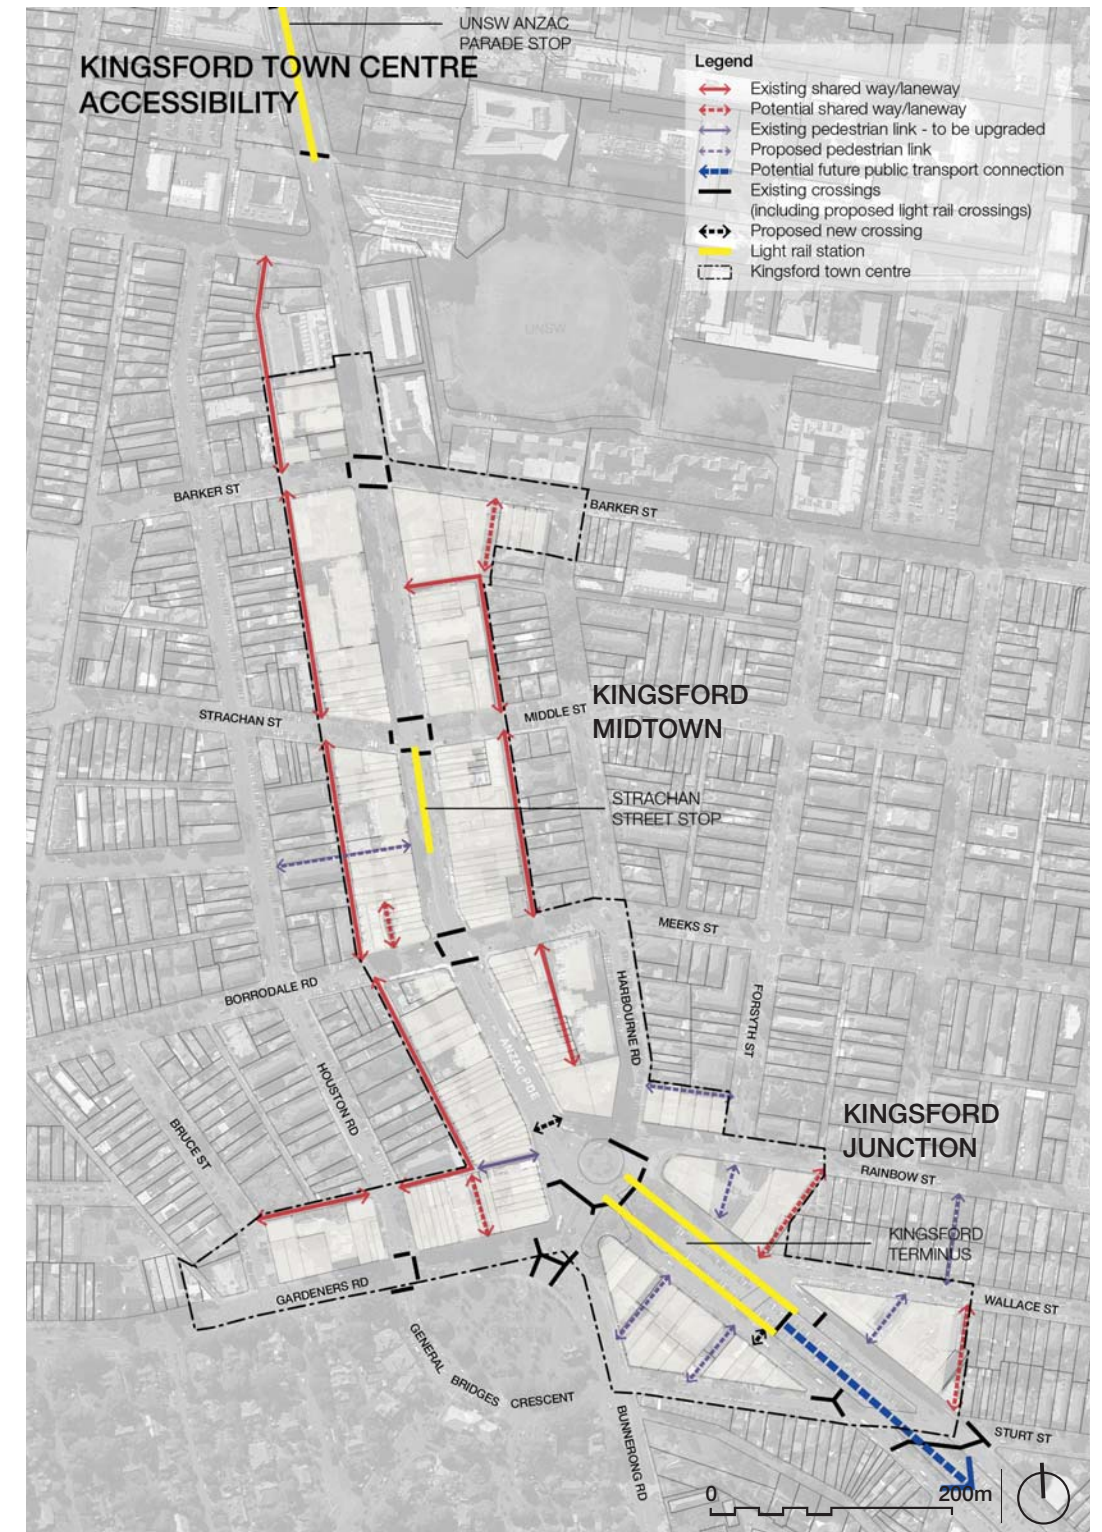 UNSW ANZAC
PARADE STOP
KINGSFORD TOWN CENTRE
ACCESSIBILITY
Legend
Existing shared way/laneway
Potential shared way/laneway
Existing pedestrian link - to be upgraded
Proposed pedestrian link
Potential future public transport connection
Existing crossings
(including proposed light rail crossings)
Proposed new crossing
Light rail station
Kingsford town centre
UNSW
BARKER ST
BARKER ST
KINGSFORD
MIDTOWN
STRACHAN ST
MIDDLE ST
STRACHAN
STREET STOP
MEEKS ST
BORRODALE RD
HARBOURNE RD
FORSYTH ST
ANZAC PDE
HOUSTON RD
BRUCE ST
KINGSFORD
JUNCTION
RAINBOW ST
KINGSFORD
TERMINUS
GARDENERS RD
WALLACE ST
GENERAL BRIDGES CRESCENT
BUNNERONG RD
STURT ST
0 200m